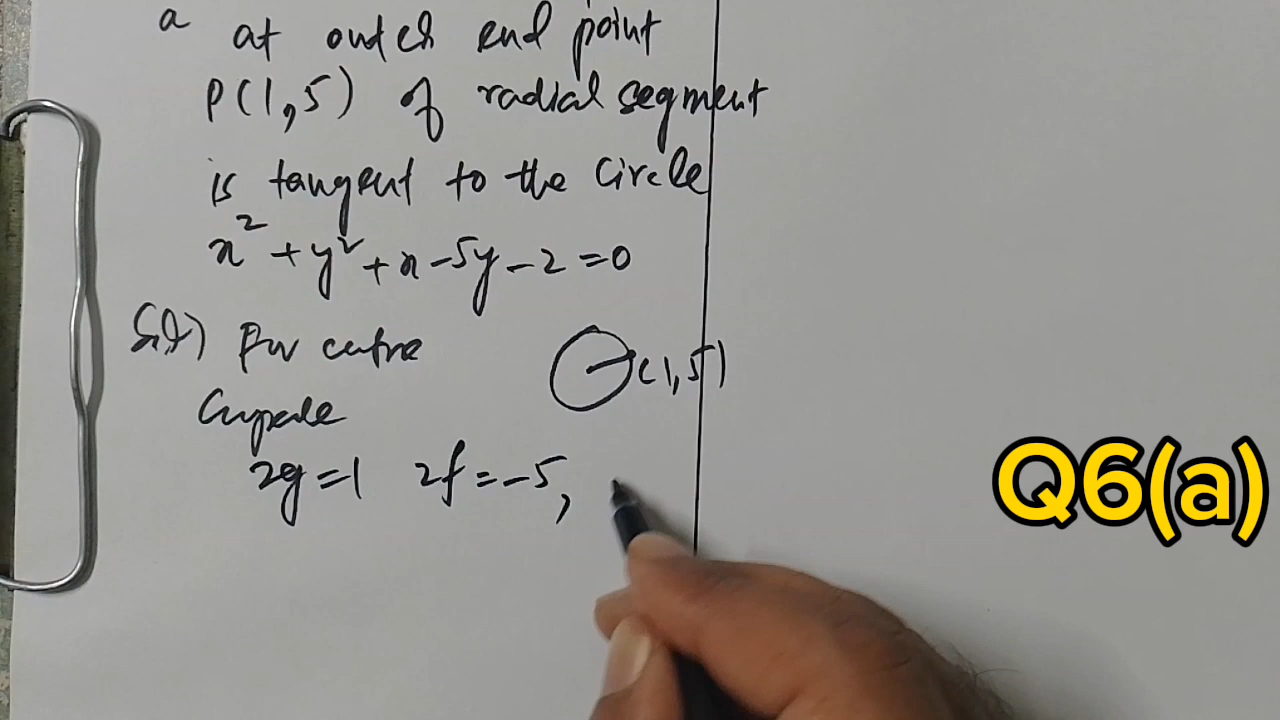 a at outer end point
P(1,5) of radial segment
is tangent to the Circle
x² + y² + x - 5y - 2 = 0
Sol) For centre
(1,5)
Compare
2g = 1 2f = -5,
Q6(a)